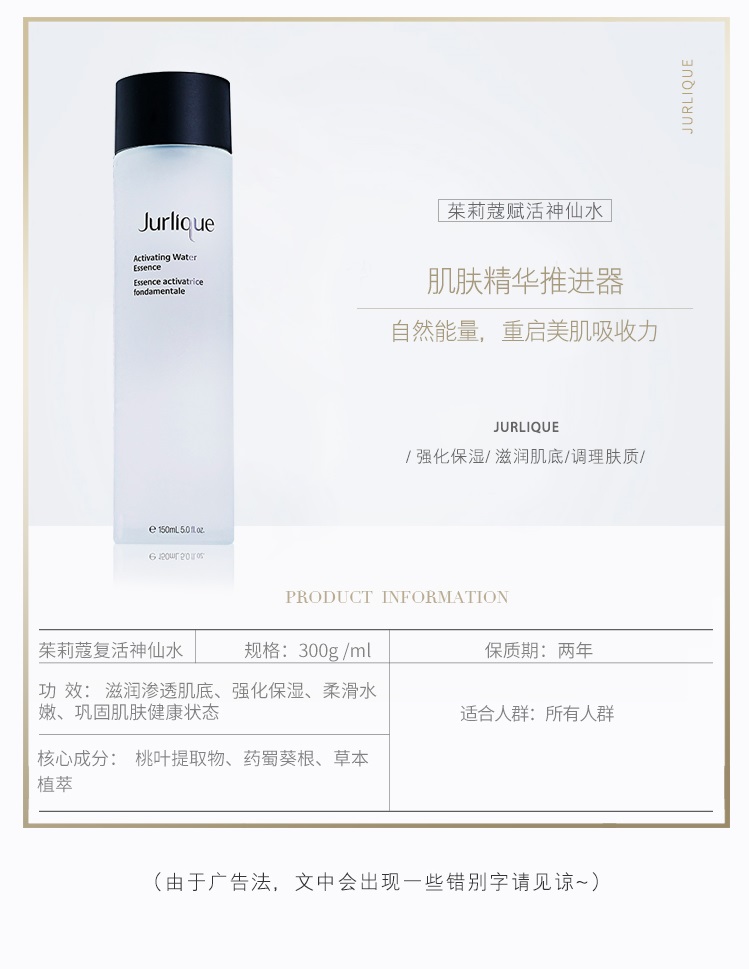 JURLIQUE
Jurlique
Activating Water
Essence
Essence activatrice
fondamentale
℮ 150mL 5.0 fl.oz.
茱莉蔻赋活神仙水
肌肤精华推进器
自然能量，重启美肌吸收力
JURLIQUE
/ 强化保湿/ 滋润肌底/调理肤质/
PRODUCT INFORMATION
茱莉蔻复活神仙水
规格：300g /ml
保质期：两年
功 效： 滋润渗透肌底、强化保湿、柔滑水
嫩、巩固肌肤健康状态
适合人群：所有人群
核心成分： 桃叶提取物、药蜀葵根、草本
植萃
（由于广告法，文中会出现一些错别字请见谅~）